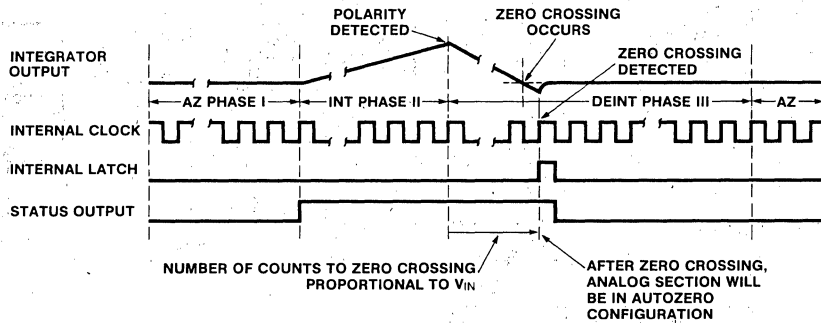 POLARITY
DETECTED
ZERO CROSSING
OCCURS
INTEGRATOR
OUTPUT
ZERO CROSSING
DETECTED
AZ PHASE I
INT PHASE II
DEINT PHASE III
AZ
INTERNAL CLOCK
INTERNAL LATCH
STATUS OUTPUT
NUMBER OF COUNTS TO ZERO CROSSING
PROPORTIONAL TO VIN
AFTER ZERO CROSSING,
ANALOG SECTION WILL
BE IN AUTOZERO
CONFIGURATION